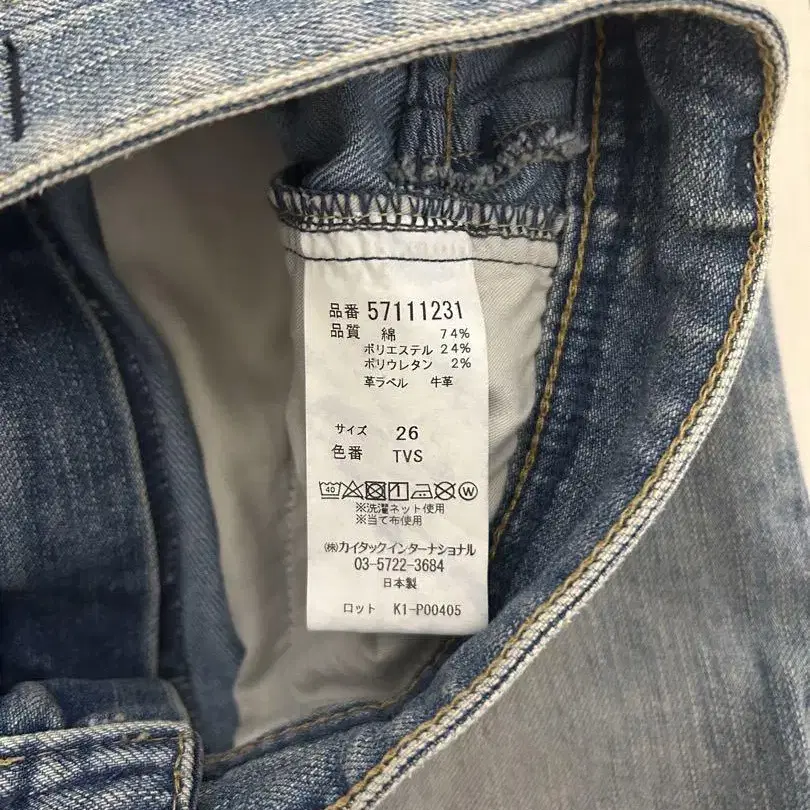 品番 57111231
品質 綿 74%
ポリエステル 24%
ポリウレタン 2%
革ラベル 牛革
サイズ 26
色番 TVS
40 W
※洗濯ネット使用
※当て布使用
㈱カイタックインターナショナル
03-5722-3684
日本製
ロット K1-P00405